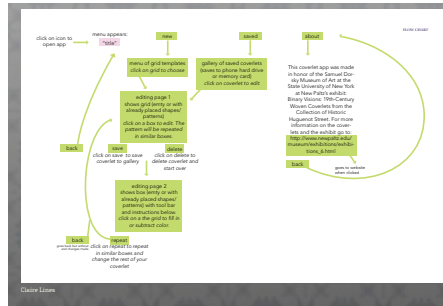 CLAIRE LINNEY
click on icon to
open app
menu appears:
"title"
new
saved
about
menu of grid templates
click on grid to choose
gallery of saved coverlets
(saves to phone hard drive
or memory card)
click on coverlet to edit
This coverlet app was made
in honor of the Samuel Dor-
sky Museum of Art at the
State University of New York
at New Paltz's exhibit
Binary Visions: 19th-Century
Woven Coverlets from the
Collection of Historic
Huguenot Street. For more
information on the cover-
lets and the exhibit go to:
http://www.newpaltz.edu/
museum/exhibitions/exhibi-
tions_6.html
back
goes to website
when clicked.
editing page 1
shows grid (emty or with
already placed shapes/
patterns)
click on a box to edit. The
pattern will be repeated
in similar boxes.
back
save
click on save to save
coverlet to gallery
delete
click on delete to
delete coverlet and
start over
editing page 2
shows box (emty or with
already placed shapes/
patterns) with tool bar
and instructions below.
click on a the grid to fill in
or subtract color.
back
repeat
click on repeat to repeat
in similar boxes and
change the rest of your
coverlet
Claire Lines